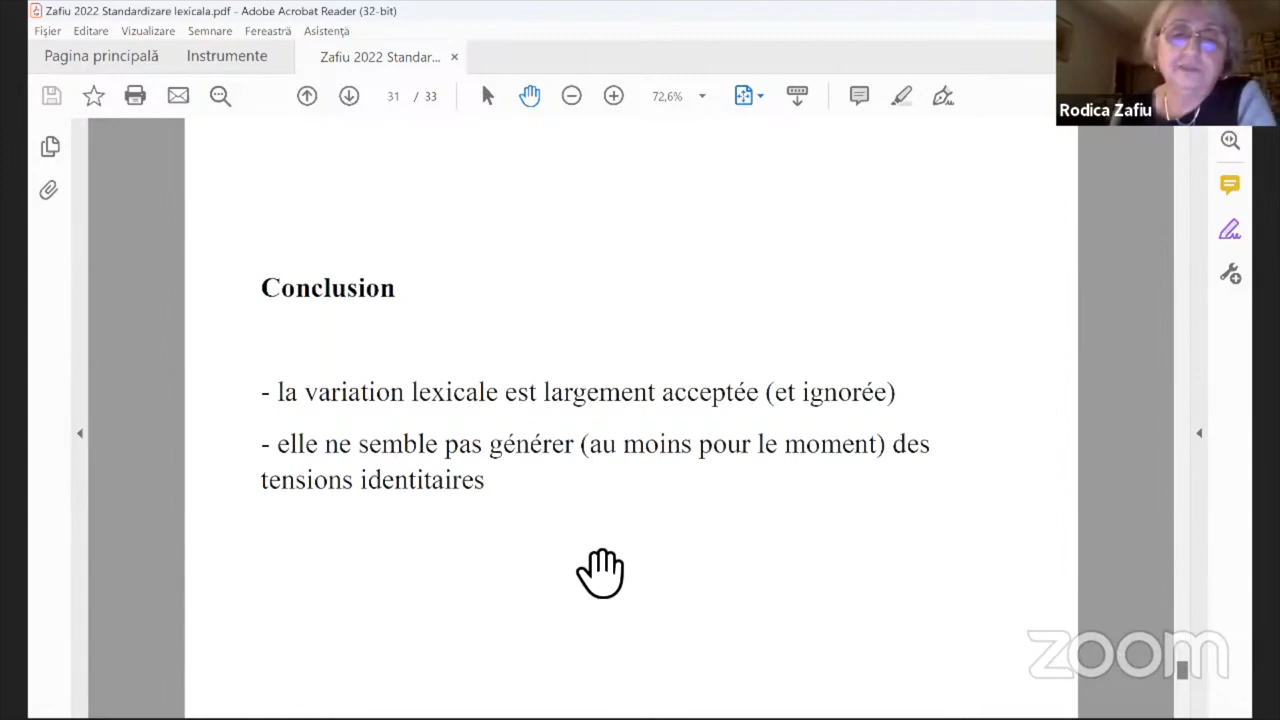 Zafiu 2022 Standardizare lexicala.pdf - Adobe Acrobat Reader (32-bit)
Fișier Editare Vizualizare Semnare Fereastră Asistență
Pagina principală Instrumente Zafiu 2022 Standar... ×
31 / 33 72,6%
Rodica Zafiu
Conclusion
- la variation lexicale est largement acceptée (et ignorée)
- elle ne semble pas générer (au moins pour le moment) des
tensions identitaires
zoom